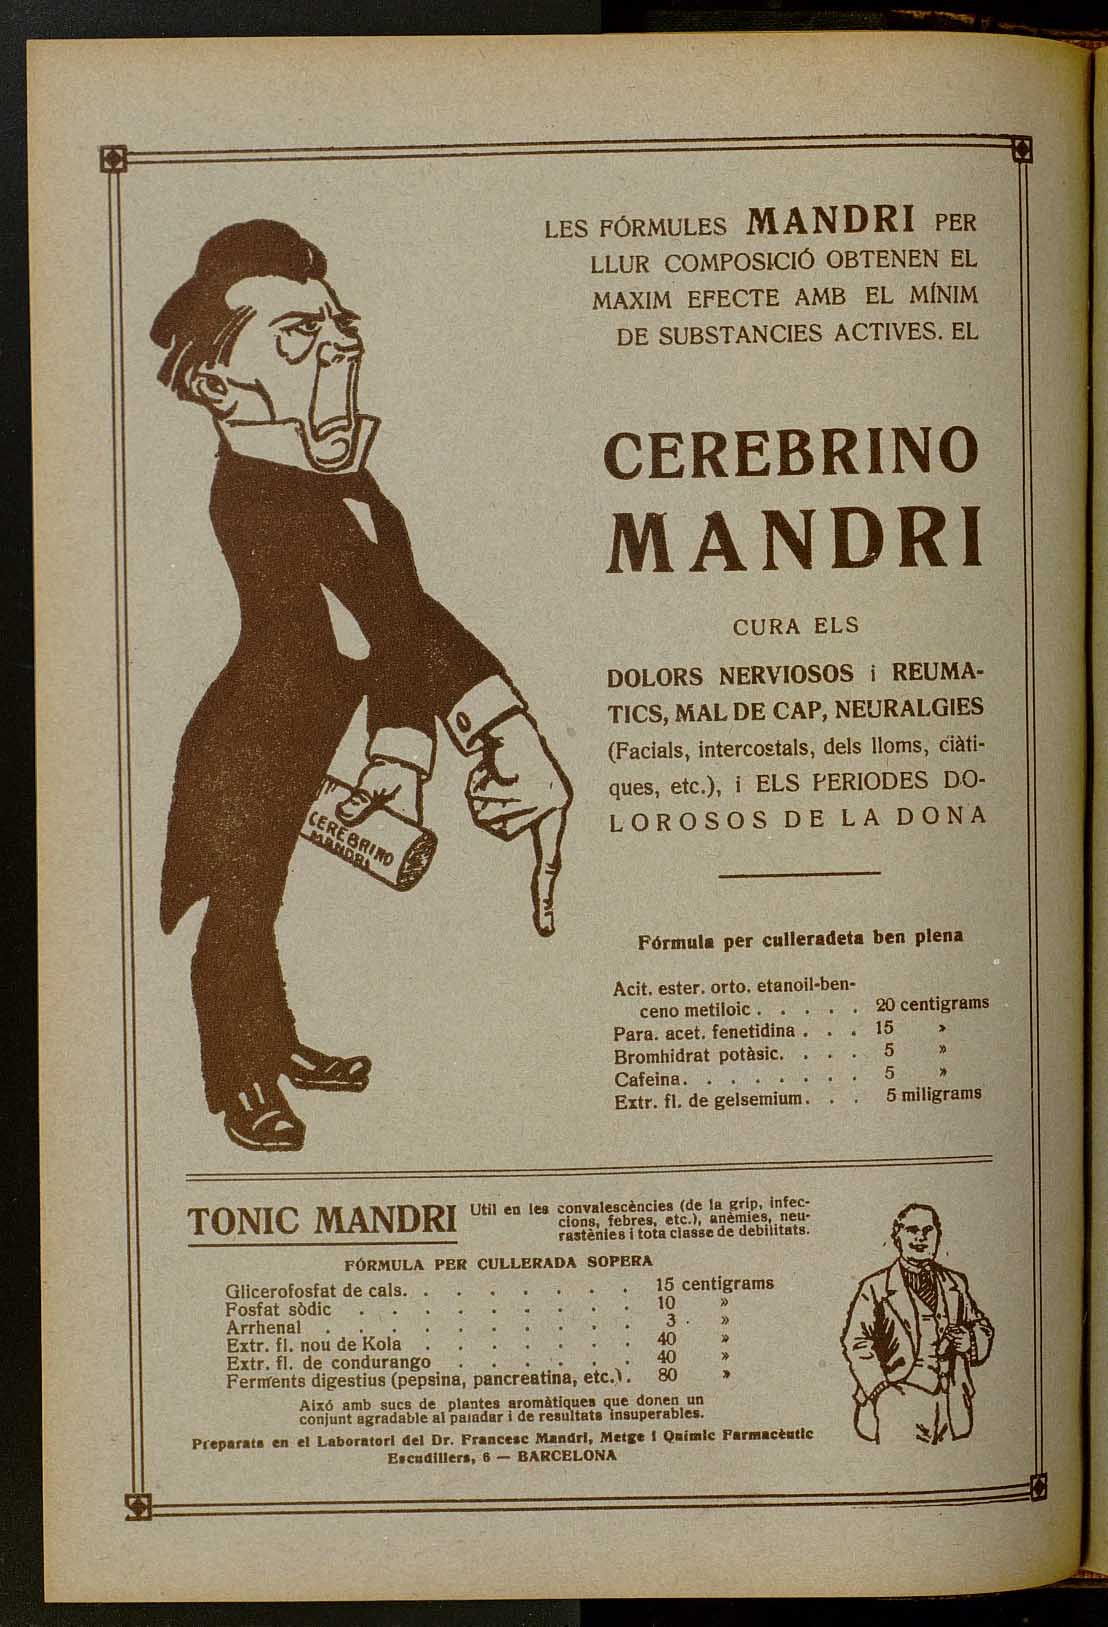 LES FÓRMULES MANDRI PER
LLUR COMPOSICIÓ OBTENEN EL
MAXIM EFECTE AMB EL MÍNIM
DE SUBSTANCIES ACTIVES. EL
CEREBRINO
MANDRI
CURA ELS
DOLORS NERVIOSOS i REUMA-
TICS, MAL DE CAP, NEURALGIES
(Facials, intercostals, dels lloms, ciàti-
ques, etc.), i ELS PERIODES DO-
LOROSOS DE LA DONA
CEREBRINO
MANDRI
Fórmula per culleradeta ben plena
Acit. ester. orto. etanoil-ben-
ceno metiloic . . . . . 20 centigrams
Para. acet. fenetidina . . . 15 »
Bromhidrat potàsic. . . . 5 »
Cafeina. . . . . . . . 5 »
Extr. fl. de gelsemium. . . 5 miligrams
TONIC MANDRI
Util en les convalescències (de la grip, infec-
cions, febres, etc.), anèmies, neu-
rastènies i tota classe de debilitats.
FÓRMULA PER CULLERADA SOPERA
Glicerofosfat de cals. . . . . . . . 15 centigrams
Fosfat sòdic . . . . . . . . . 10 »
Arrhenal . . . . . . . . . . 3 . »
Extr. fl. nou de Kola . . . . . . . 40 »
Extr. fl. de condurango . . . . . . 40 »
Ferments digestius (pepsina, pancreatina, etc.). 80 »
Aixó amb sucs de plantes aromàtiques que donen un
conjunt agradable al paladar i de resultats insuperables.
Preparats en el Laboratori del Dr. Francesc Mandri, Metge i Químic Farmacèutic
Escudillers, 6 — BARCELONA